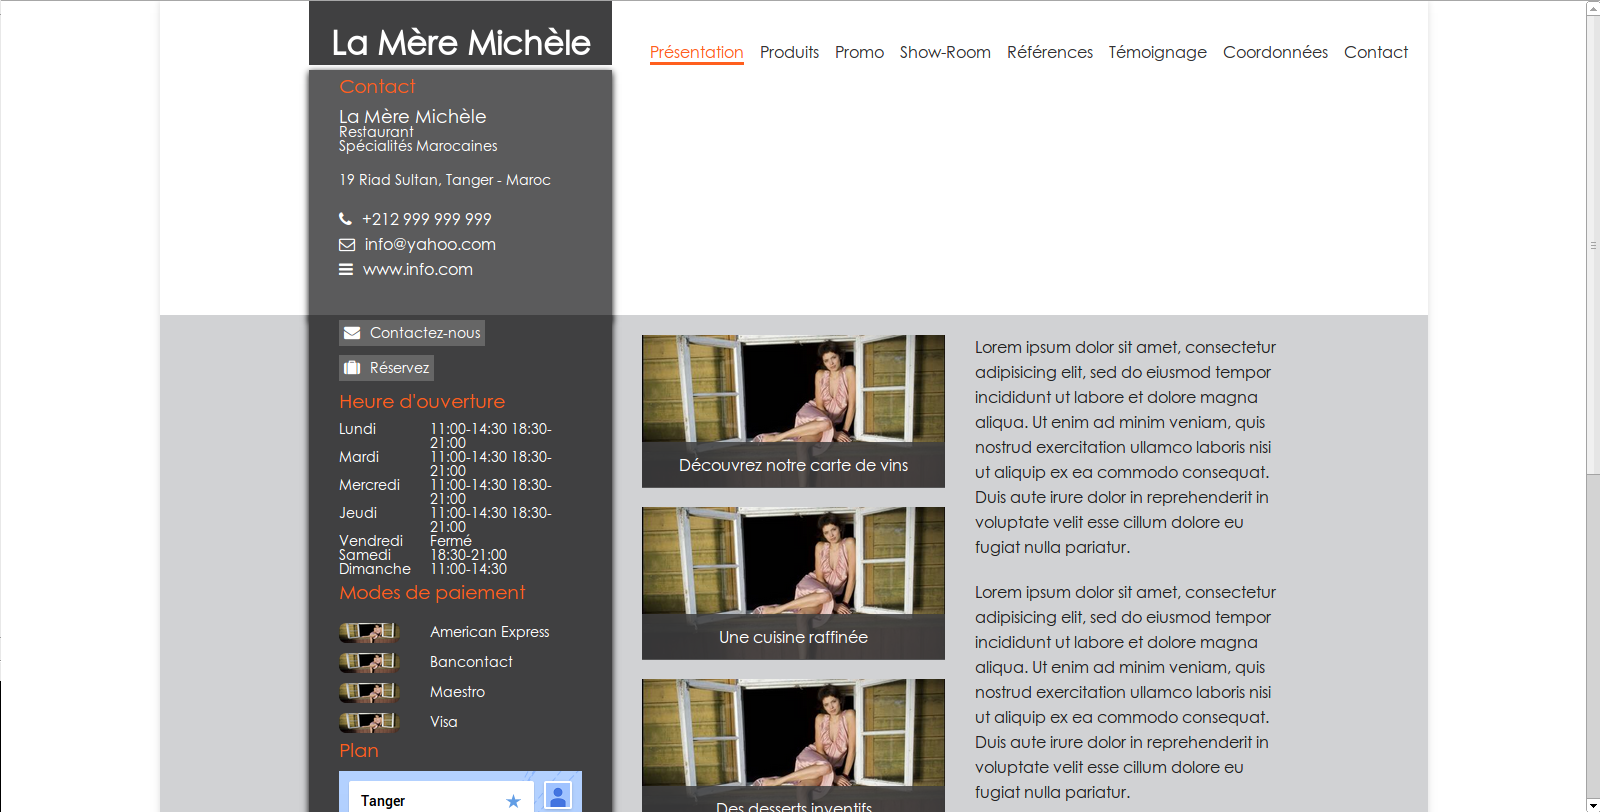 La Mère Michèle
Présentation Produits Promo Show-Room Références Témoignage Coordonnées Contact
Contact
La Mère Michèle
Restaurant
Spécialités Marocaines
19 Riad Sultan, Tanger - Maroc
+212 999 999 999
info@yahoo.com
www.info.com
Contactez-nous
Réservez
Heure d'ouverture
Lundi 11:00-14:30 18:30-
21:00
Mardi 11:00-14:30 18:30-
21:00
Mercredi 11:00-14:30 18:30-
21:00
Jeudi 11:00-14:30 18:30-
21:00
Vendredi Fermé
Samedi 18:30-21:00
Dimanche 11:00-14:30
Modes de paiement
American Express
Bancontact
Maestro
Visa
Plan
Tanger
Découvrez notre carte de vins
Une cuisine raffinée
Des desserts inventifs
Lorem ipsum dolor sit amet, consectetur
adipisicing elit, sed do eiusmod tempor
incididunt ut labore et dolore magna
aliqua. Ut enim ad minim veniam, quis
nostrud exercitation ullamco laboris nisi
ut aliquip ex ea commodo consequat.
Duis aute irure dolor in reprehenderit in
voluptate velit esse cillum dolore eu
fugiat nulla pariatur.
Lorem ipsum dolor sit amet, consectetur
adipisicing elit, sed do eiusmod tempor
incididunt ut labore et dolore magna
aliqua. Ut enim ad minim veniam, quis
nostrud exercitation ullamco laboris nisi
ut aliquip ex ea commodo consequat.
Duis aute irure dolor in reprehenderit in
voluptate velit esse cillum dolore eu
fugiat nulla pariatur.